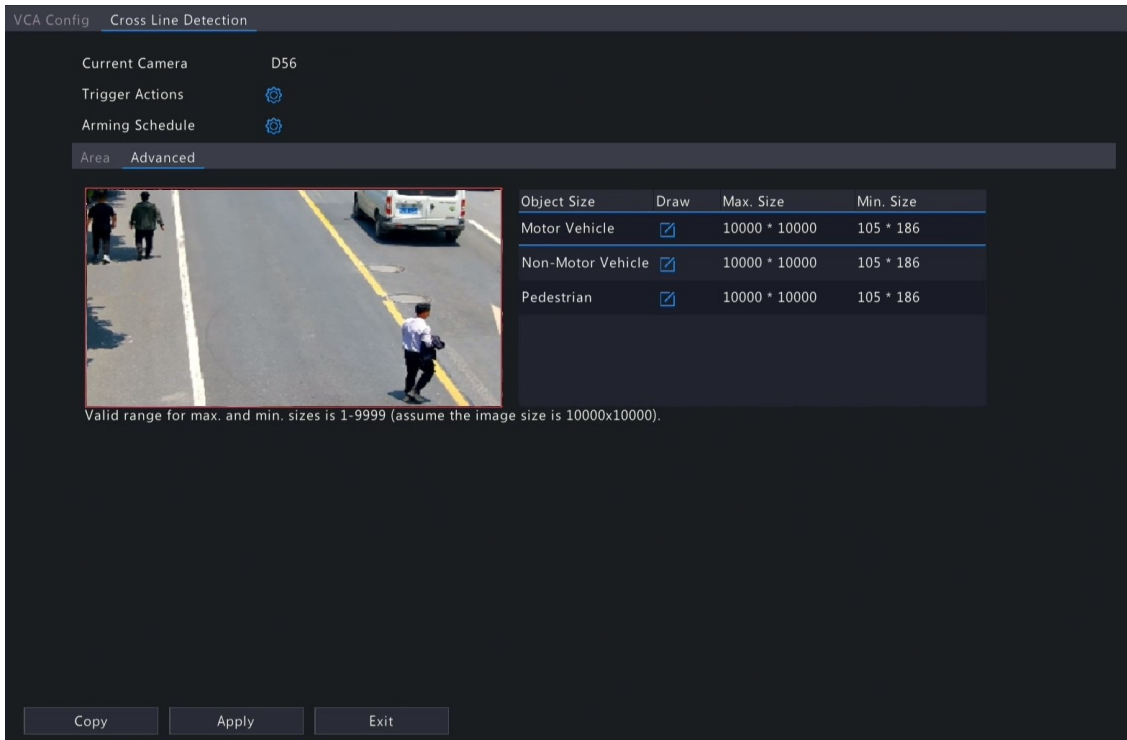 VCA Config Cross Line Detection
Current Camera D56
Trigger Actions
Arming Schedule
Area Advanced
Object Size Draw Max. Size Min. Size
Motor Vehicle 10000 * 10000 105 * 186
Non-Motor Vehicle 10000 * 10000 105 * 186
Pedestrian 10000 * 10000 105 * 186
Valid range for max. and min. sizes is 1-9999 (assume the image size is 10000x10000).
Copy Apply Exit